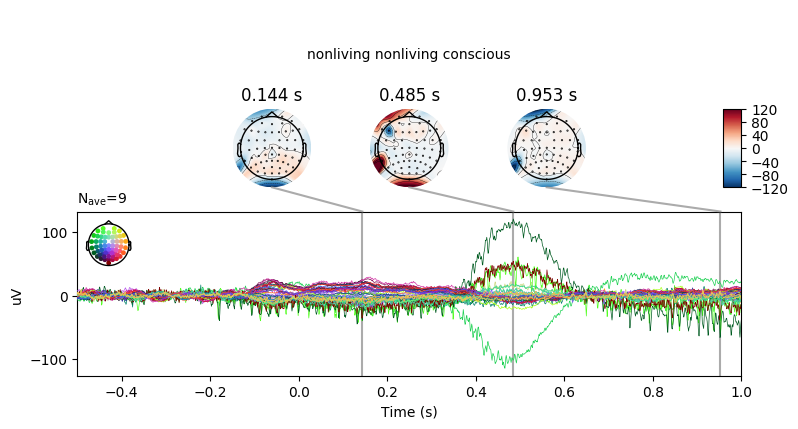 nonliving nonliving conscious
0.144 s 0.485 s 0.953 s
120
80
40
0
−40
−80
−120
Nave=9
100
0
−100
uV
−0.4 −0.2 0.0 0.2 0.4 0.6 0.8 1.0
Time (s)